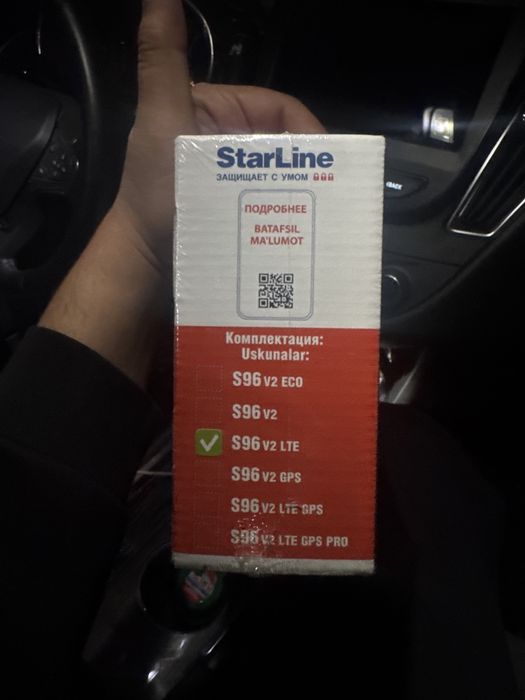 StarLine
ЗАЩИЩАЕТ С УМОМ
ПОДРОБНЕЕ
BATAFSIL
MA'LUMOT
Комплектация:
Uskunalar:
S96 V2 ECO
S96 V2
S96 V2 LTE
S96 V2 GPS
S96 V2 LTE GPS
S96 V2 LTE GPS PRO